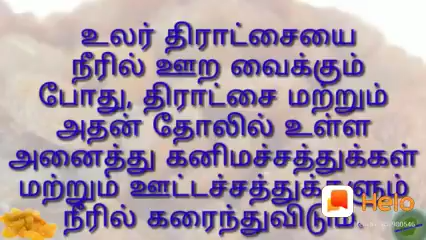 உலர் திராட்சையை
நீரில் ஊற வைக்கும்
போது, திராட்சை மற்றும்
அதன் தோலில் உள்ள
அனைத்து கனிமச்சத்துக்கள்
மற்றும் ஊட்டச்சத்துக்களும்
நீரில் கரைந்துவிடும்
Helo